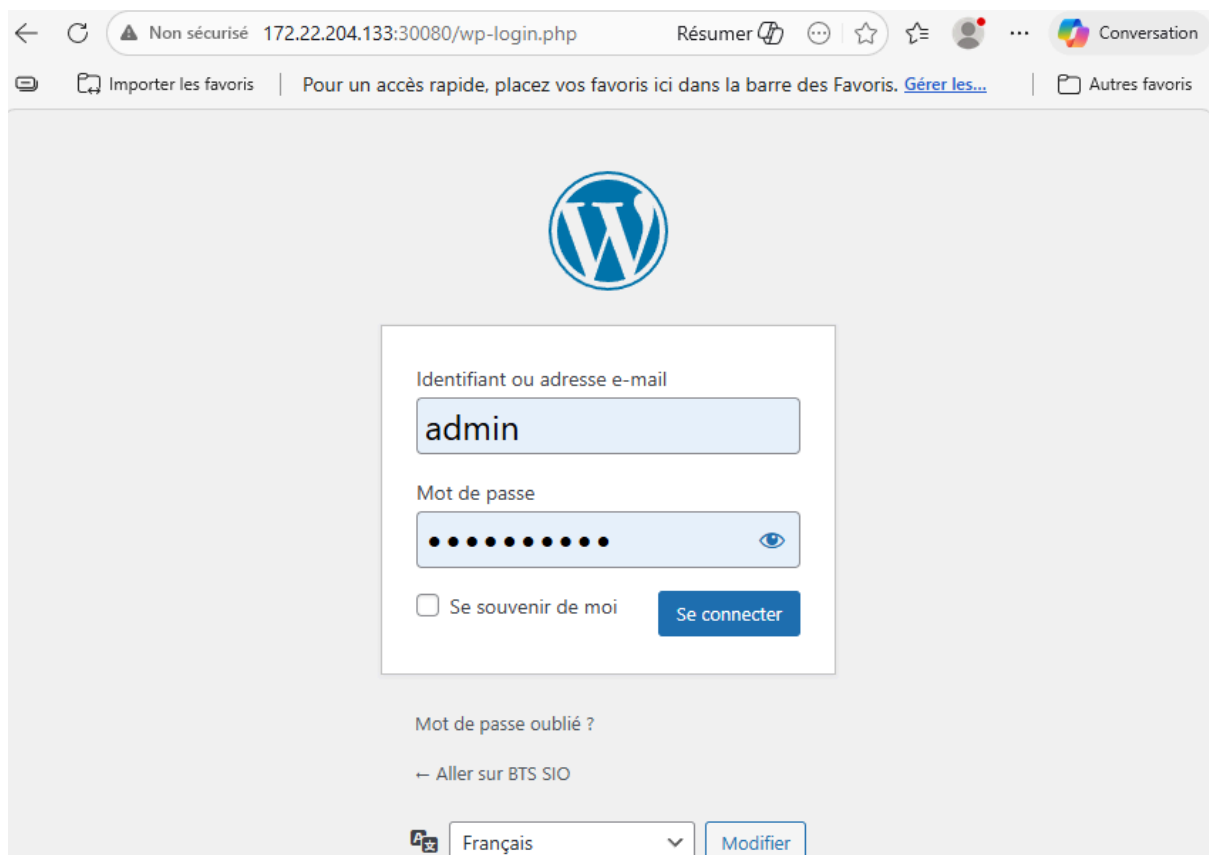 Non sécurisé 172.22.204.133:30080/wp-login.php Résumer Conversation
Importer les favoris Pour un accès rapide, placez vos favoris ici dans la barre des Favoris. Gérer les... Autres favoris
Identifiant ou adresse e-mail
admin
Mot de passe
••••••••••
Se souvenir de moi Se connecter
Mot de passe oublié ?
← Aller sur BTS SIO
Français Modifier